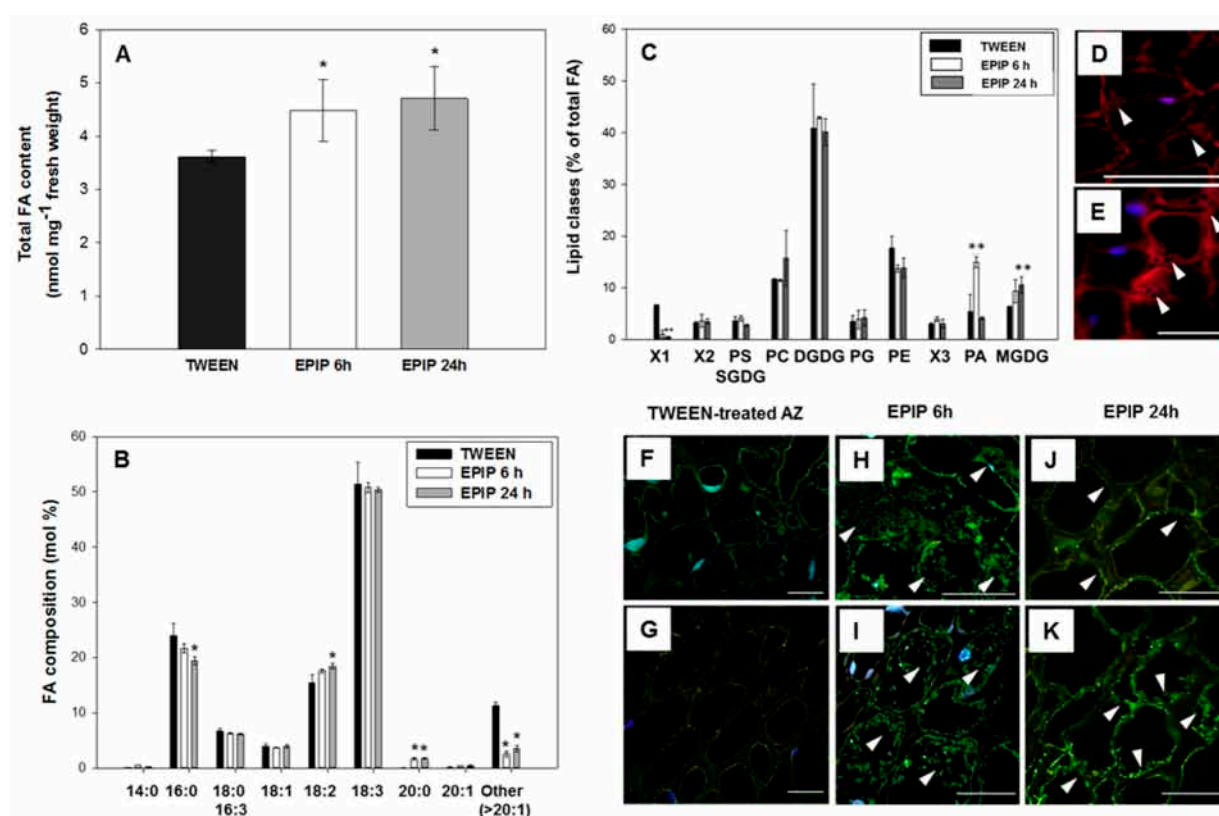 A
Total FA content
(nmol mg-1 fresh weight)
6
5
4
3
2
1
0
*
*
TWEEN
EPIP 6h
EPIP 24h
C
Lipid clases (% of total FA)
60
50
40
30
20
10
0
TWEEN
EPIP 6 h
EPIP 24 h
**
**
**
X1 X2 PS PC DGDG PG PE X3 PA MGDG
SGDG
D
E
B
FA composition (mol %)
60
50
40
30
20
10
0
TWEEN
EPIP 6 h
EPIP 24 h
*
*
* *
*
*
14:0 16:0 18:0 18:1 18:2 18:3 20:0 20:1 Other
16:3 (>20:1)
TWEEN-treated AZ
EPIP 6h
EPIP 24h
F
H
J
G
I
K